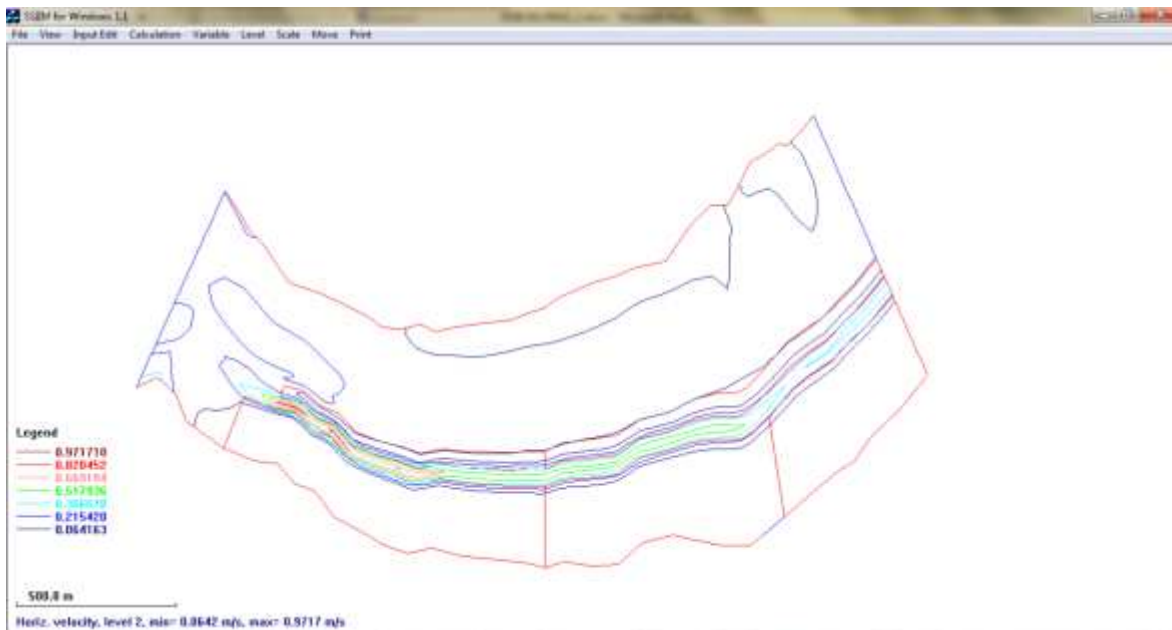 SSIIM for Windows 1.1
File View Input Edit Calculation Variable Level Scale Move Print
Legend
0.971710
0.820452
0.517936
0.215420
0.064163
500.0 m
Horiz. velocity, level 2, min= 0.0642 m/s, max= 0.9717 m/s